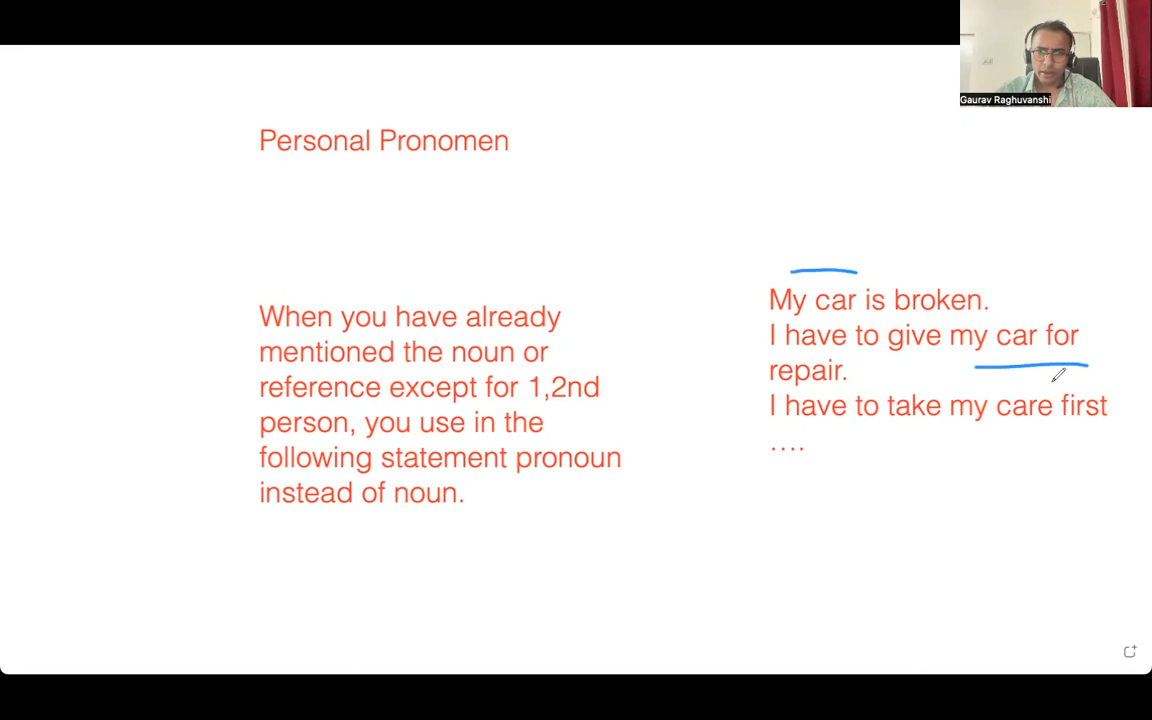 Gaurav Raghuvanshi
Personal Pronomen
When you have already
mentioned the noun or
reference except for 1,2nd
person, you use in the
following statement pronoun
instead of noun.
My car is broken.
I have to give my car for
repair.
I have to take my care first
....